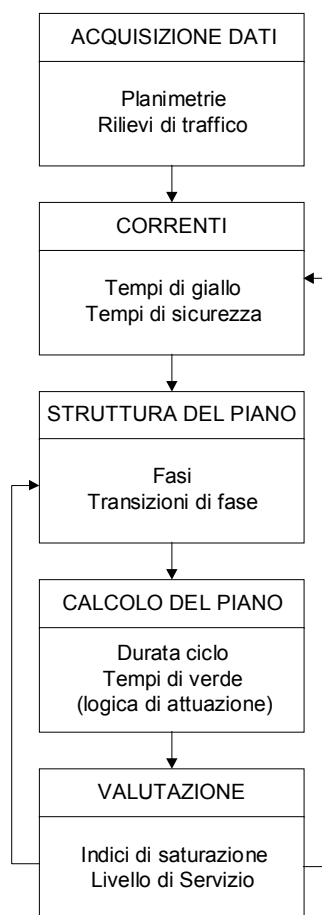 ACQUISIZIONE DATI
Planimetrie
Rilievi di traffico
CORRENTI
Tempi di giallo
Tempi di sicurezza
STRUTTURA DEL PIANO
Fasi
Transizioni di fase
CALCOLO DEL PIANO
Durata ciclo
Tempi di verde
(logica di attuazione)
VALUTAZIONE
Indici di saturazione
Livello di Servizio